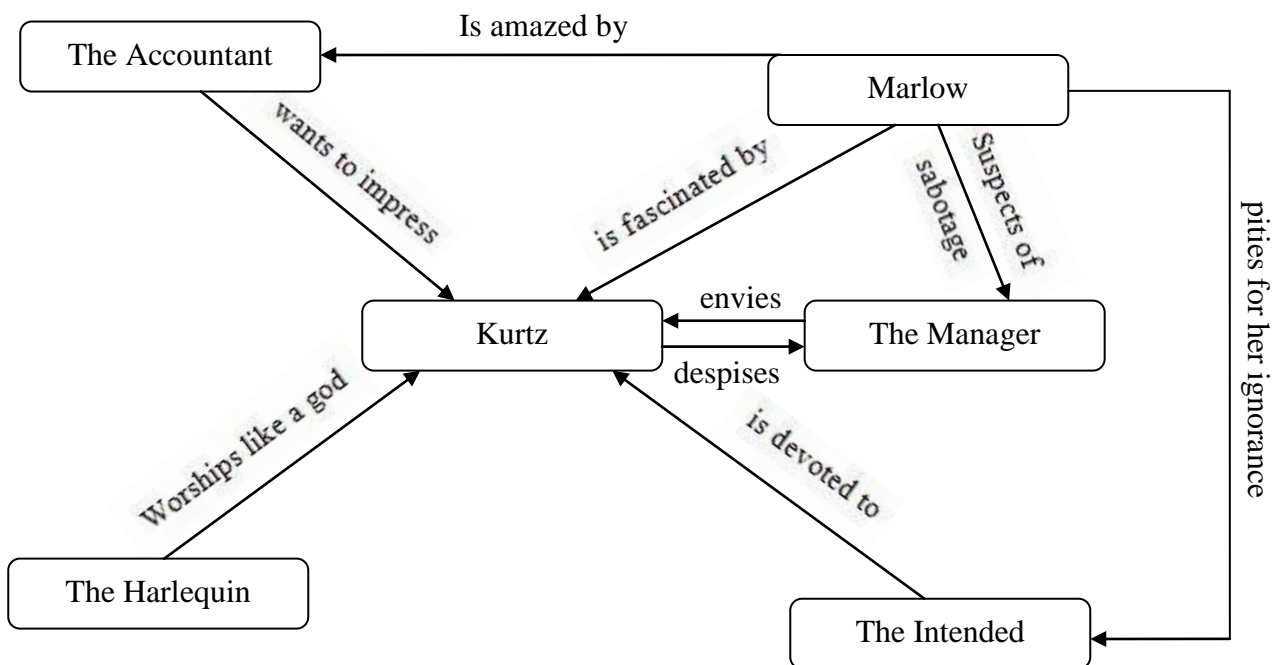 Is amazed by
The Accountant
Marlow
wants to impress
is fascinated by
Suspects of
sabotage
pities for her ignorance
envies
Kurtz
The Manager
despises
Worships like a god
is devoted to
The Harlequin
The Intended